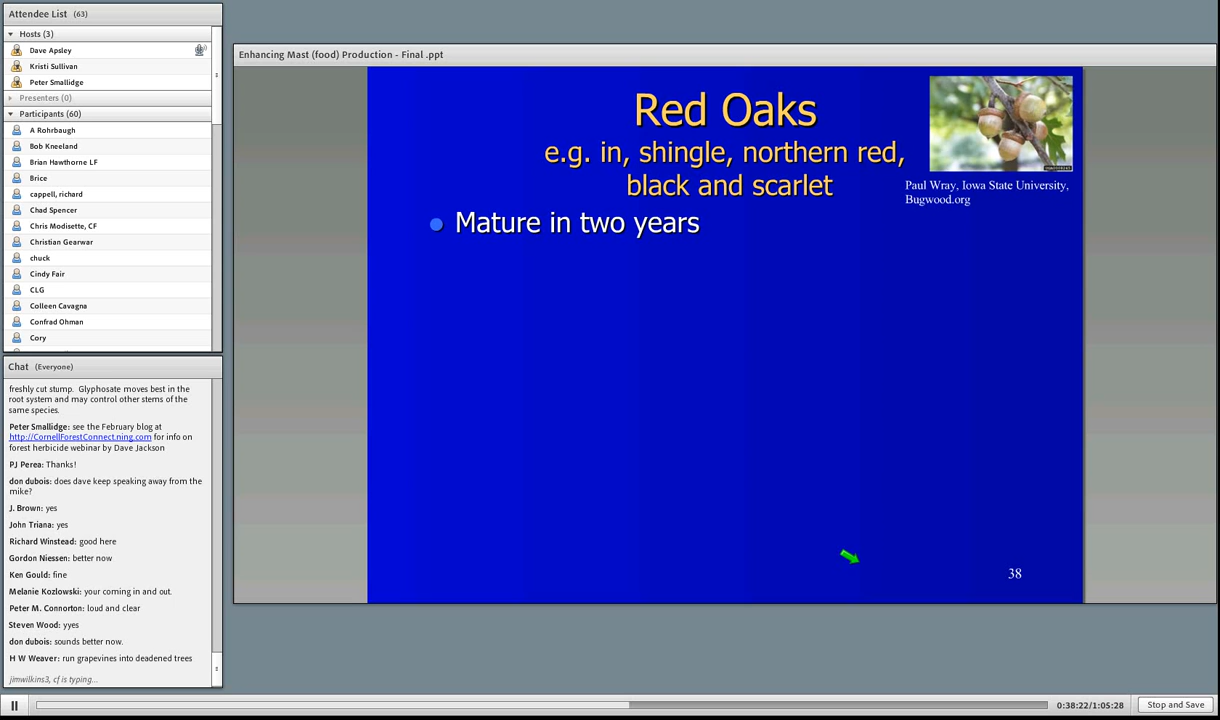 Attendee List (63)
Hosts (3)
Dave Apsley
Kristi Sullivan
Peter Smallidge
Presenters (0)
Participants (60)
A Rohrbaugh
Bob Kneeland
Brian Hawthorne LF
Brice
cappell, richard
Chad Spencer
Chris Modisette, CF
Christian Gearwar
chuck
Cindy Fair
CLG
Colleen Cavagna
Confrad Ohman
Cory
Chat (Everyone)
freshly cut stump. Glyphosate moves best in the
root system and may control other stems of the
same species.
Peter Smallidge: see the February blog at
http://CornellForestConnect.ning.com for info on
forest herbicide webinar by Dave Jackson
PJ Perea: Thanks!
don dubois: does dave keep speaking away from the
mike?
J. Brown: yes
John Triana: yes
Richard Winstead: good here
Gordon Niessen: better now
Ken Gould: fine
Melanie Kozlowski: your coming in and out.
Peter M. Connorton: loud and clear
Steven Wood: yyes
don dubois: sounds better now.
H W Weaver: run grapevines into deadened trees
jimwilkins3, cf is typing...
Enhancing Mast (food) Production - Final .ppt
Red Oaks
e.g. in, shingle, northern red,
black and scarlet
Paul Wray, Iowa State University,
Bugwood.org
Mature in two years
38
0:38:22/1:05:28
Stop and Save